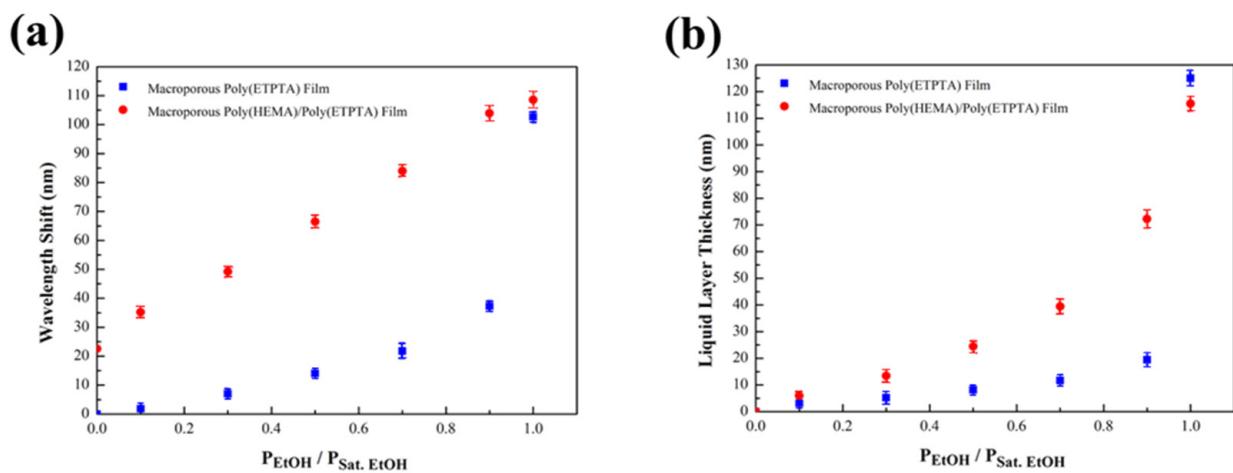 (a)
120
110
100
90
80
70
60
50
40
30
20
10
0
0.0 0.2 0.4 0.6 0.8 1.0
Wavelength Shift (nm)
P_EtOH / P_Sat. EtOH
Macroporous Poly(ETPTA) Film
Macroporous Poly(HEMA)/Poly(ETPTA) Film
(b)
130
120
110
100
90
80
70
60
50
40
30
20
10
0
0.0 0.2 0.4 0.6 0.8 1.0
Liquid Layer Thickness (nm)
P_EtOH / P_Sat. EtOH
Macroporous Poly(ETPTA) Film
Macroporous Poly(HEMA)/Poly(ETPTA) Film